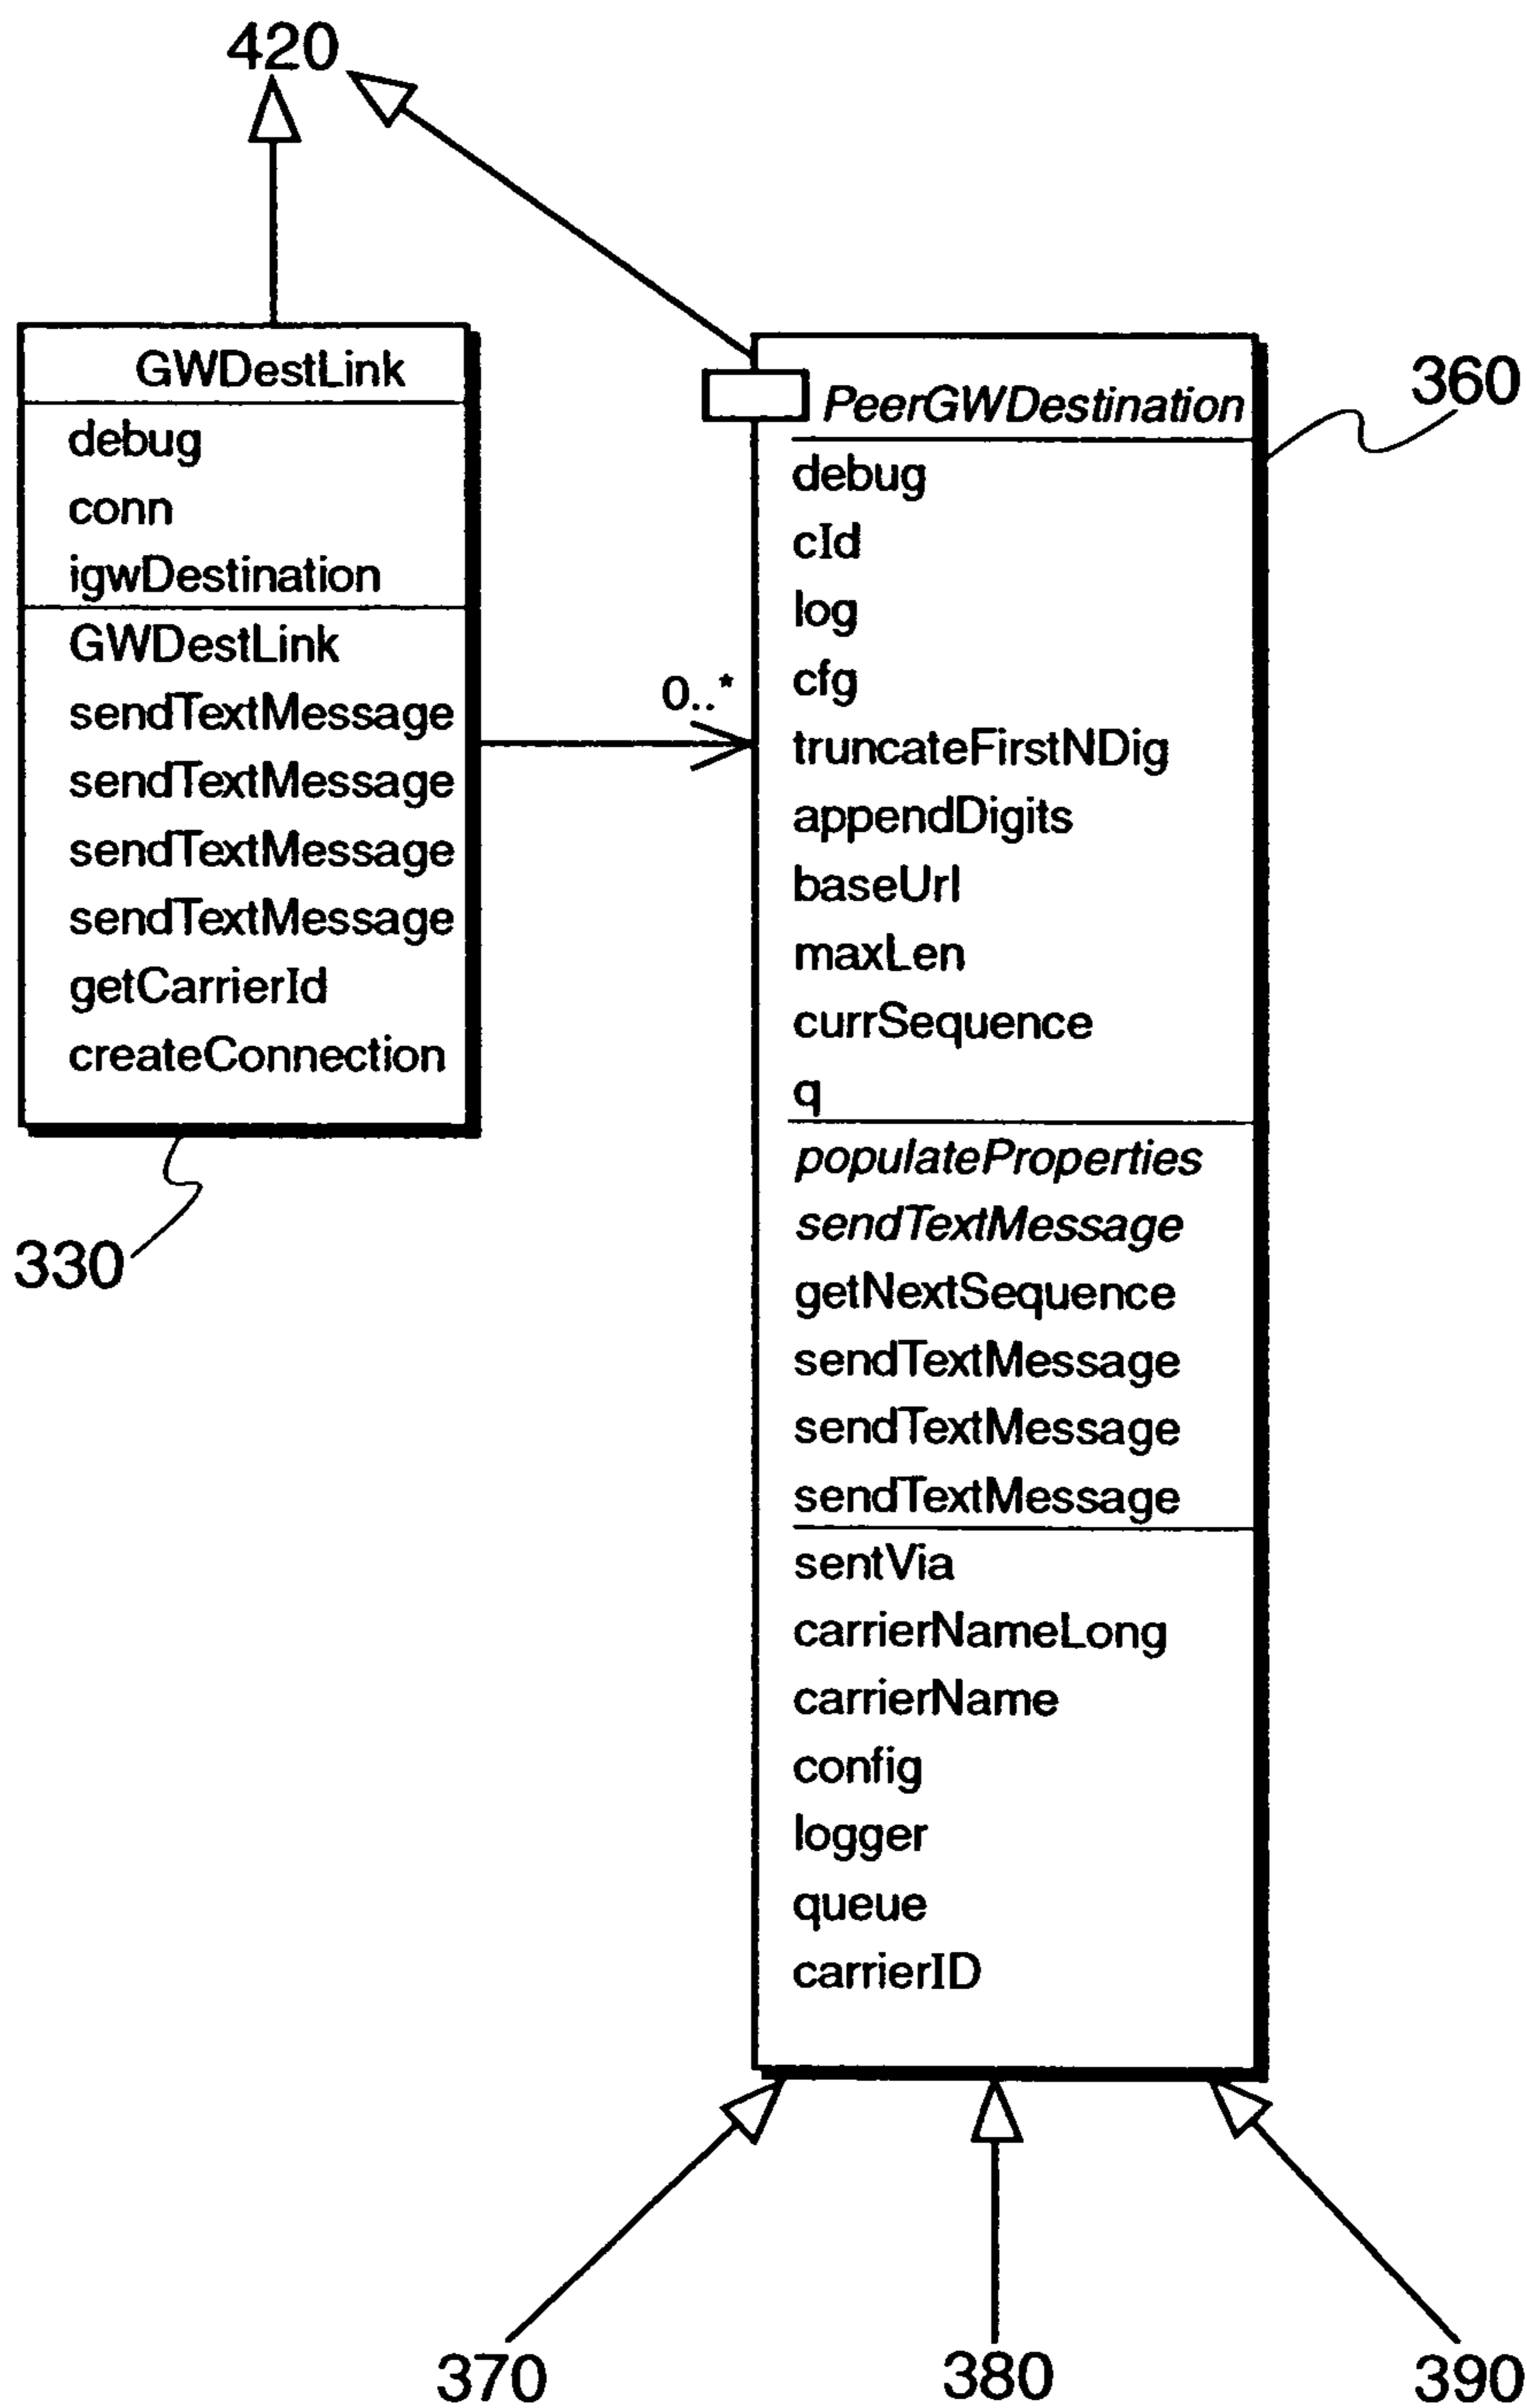 420
GWDestLink
debug
conn
igwDestination
GWDestLink
sendTextMessage
sendTextMessage
sendTextMessage
sendTextMessage
getCarrierId
createConnection
330
0..*
PeerGWDestination
360
debug
cId
log
cfg
truncateFirstNDig
appendDigits
baseUrl
maxLen
currSequence
q
populateProperties
sendTextMessage
getNextSequence
sendTextMessage
sendTextMessage
sendTextMessage
sentVia
carrierNameLong
carrierName
config
logger
queue
carrierID
370
380
390